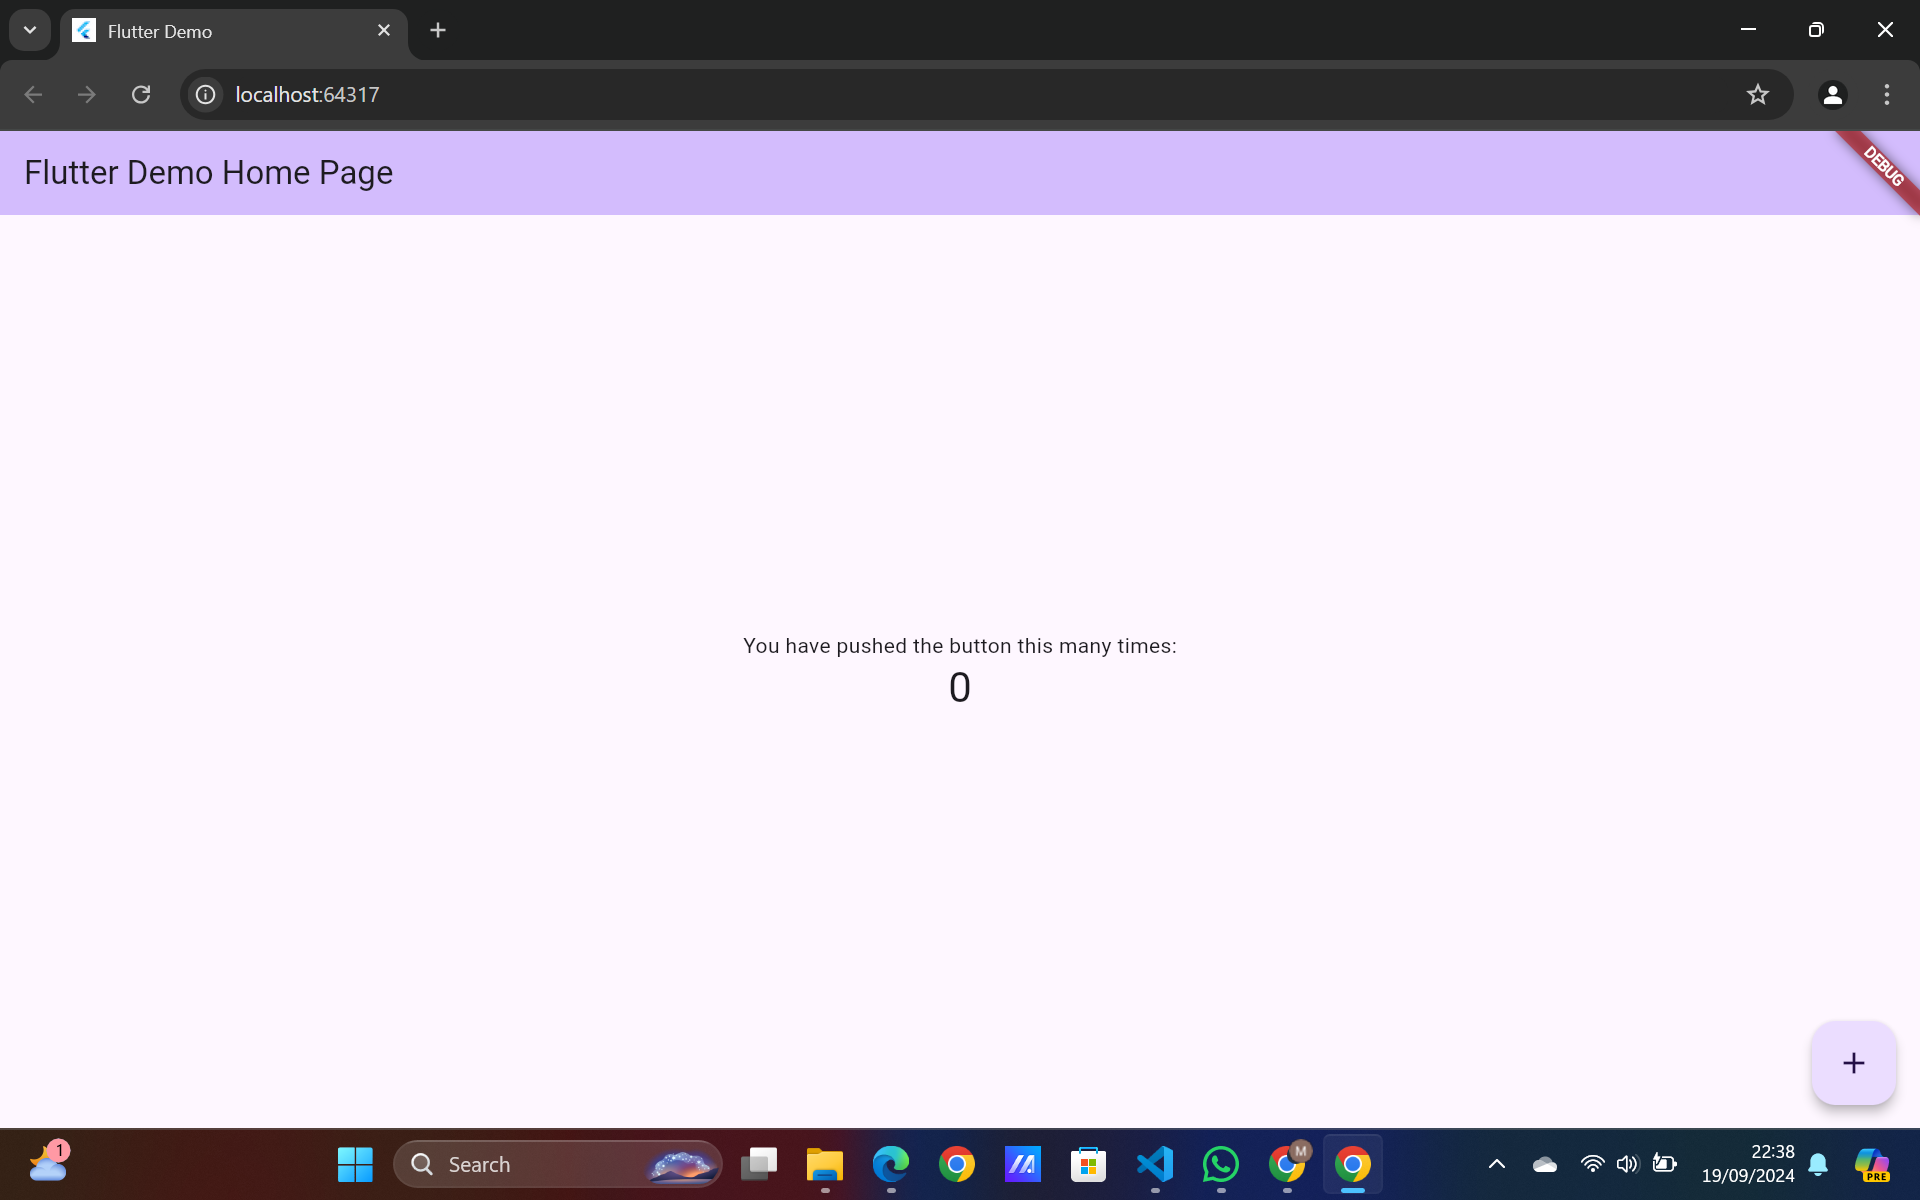 Flutter Demo
localhost:64317
Flutter Demo Home Page
DEBUG
You have pushed the button this many times:
0
1
Search
M
22:38
19/09/2024
PRE